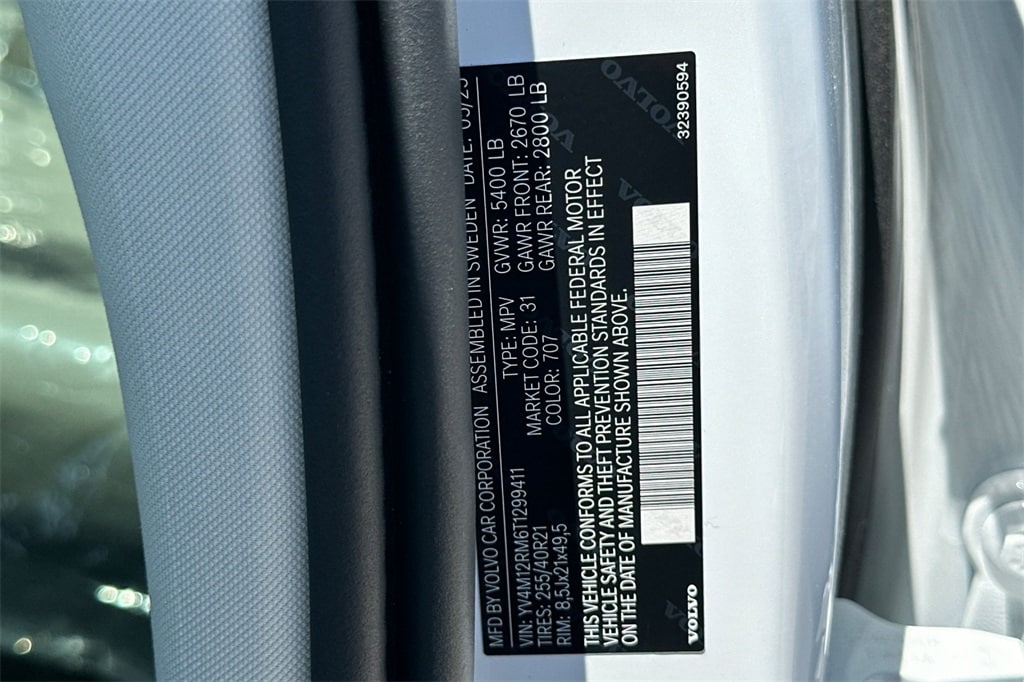 MFD BY VOLVO CAR CORPORATION ASSEMBLED IN SWEDEN DATE:
VIN: YV4M12RM6T1299411 TYPE: MPV GVWR: 5400 LB
TIRES: 255/40R21 MARKET CODE: 31 GAWR FRONT: 2670 LB
RIM: 8,5Jx21x49,5 COLOR: 707 GAWR REAR: 2800 LB
THIS VEHICLE CONFORMS TO ALL APPLICABLE FEDERAL MOTOR
VEHICLE SAFETY AND THEFT PREVENTION STANDARDS IN EFFECT
ON THE DATE OF MANUFACTURE SHOWN ABOVE.
VOLVO 32390594